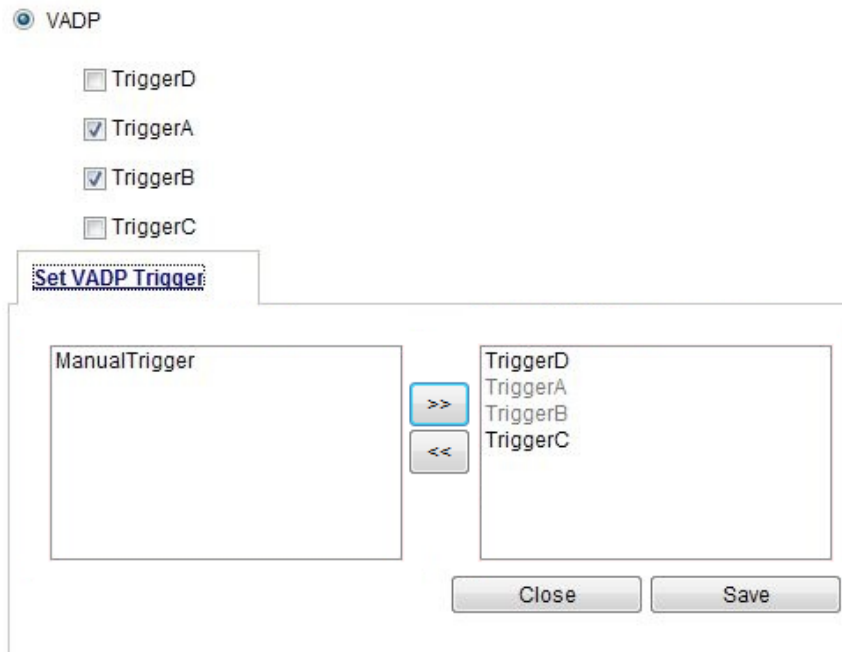 VADP
TriggerD
TriggerA
TriggerB
TriggerC
Set VADP Trigger
ManualTrigger
>>
<<
TriggerD
TriggerA
TriggerB
TriggerC
Close
Save